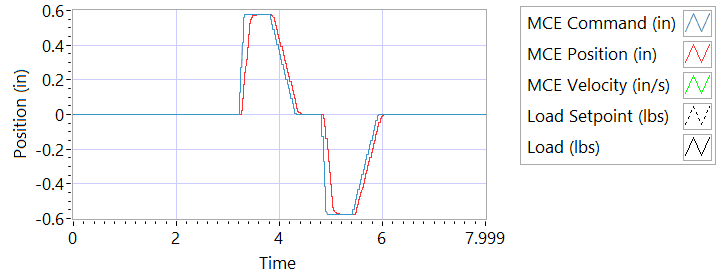 0.6
0.4
0.2
0
-0.2
-0.4
-0.6
Position (in)
0
2
4
6
7.999
Time
MCE Command (in)
MCE Position (in)
MCE Velocity (in/s)
Load Setpoint (lbs)
Load (lbs)